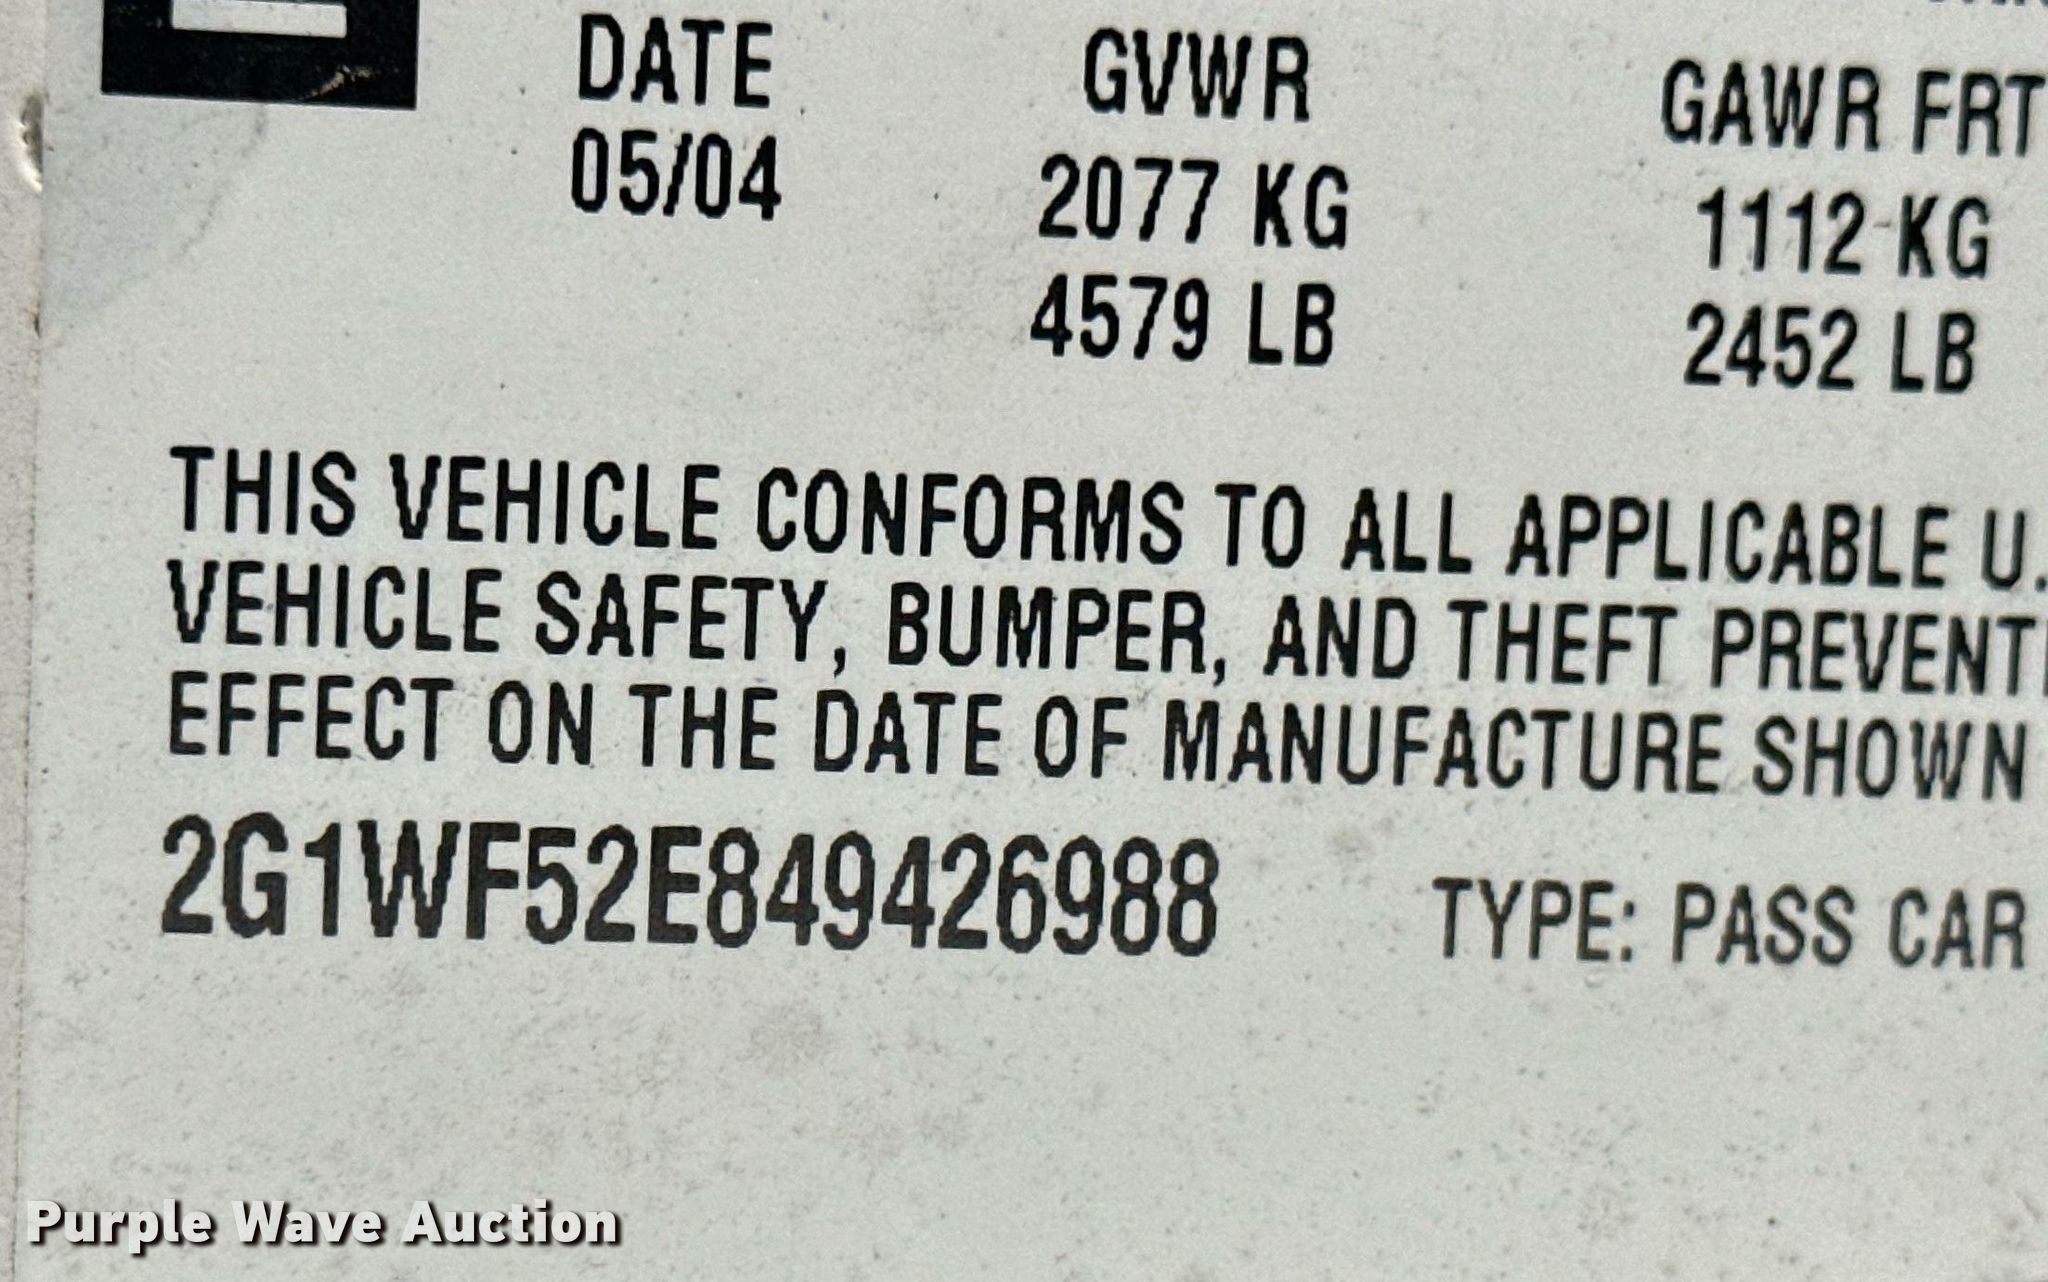 DATE GVWR GAWR FRT
05/04 2077 KG 1112 KG
4579 LB 2452 LB
THIS VEHICLE CONFORMS TO ALL APPLICABLE U.
VEHICLE SAFETY, BUMPER, AND THEFT PREVENTI
EFFECT ON THE DATE OF MANUFACTURE SHOWN
2G1WF52E849426988 TYPE: PASS CAR
Purple Wave Auction